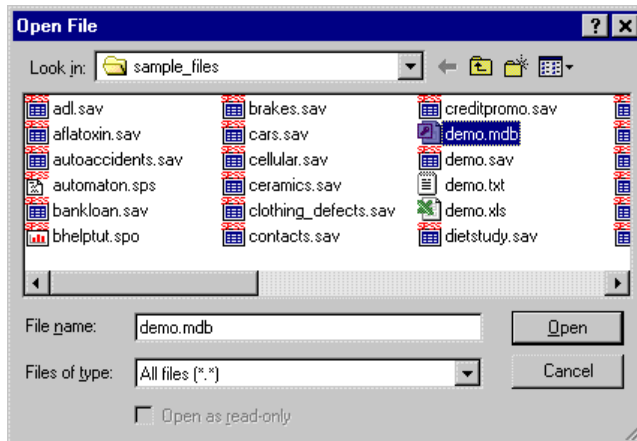 Open File
Look in: sample_files
adl.sav brakes.sav creditpromo.sav
aflatoxin.sav cars.sav demo.mdb
autoaccidents.sav cellular.sav demo.sav
automaton.sps ceramics.sav demo.txt
bankloan.sav clothing_defects.sav demo.xls
bhelptut.spo contacts.sav dietstudy.sav
File name: demo.mdb Open
Files of type: All files (*.*) Cancel
Open as read-only